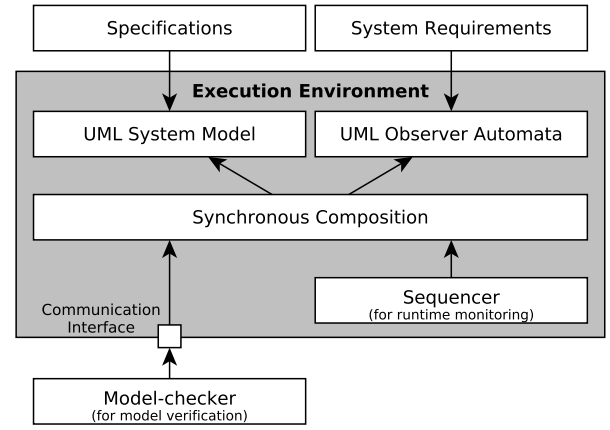 Specifications
System Requirements
Execution Environment
UML System Model
UML Observer Automata
Synchronous Composition
Sequencer
(for runtime monitoring)
Communication
Interface
Model-checker
(for model verification)